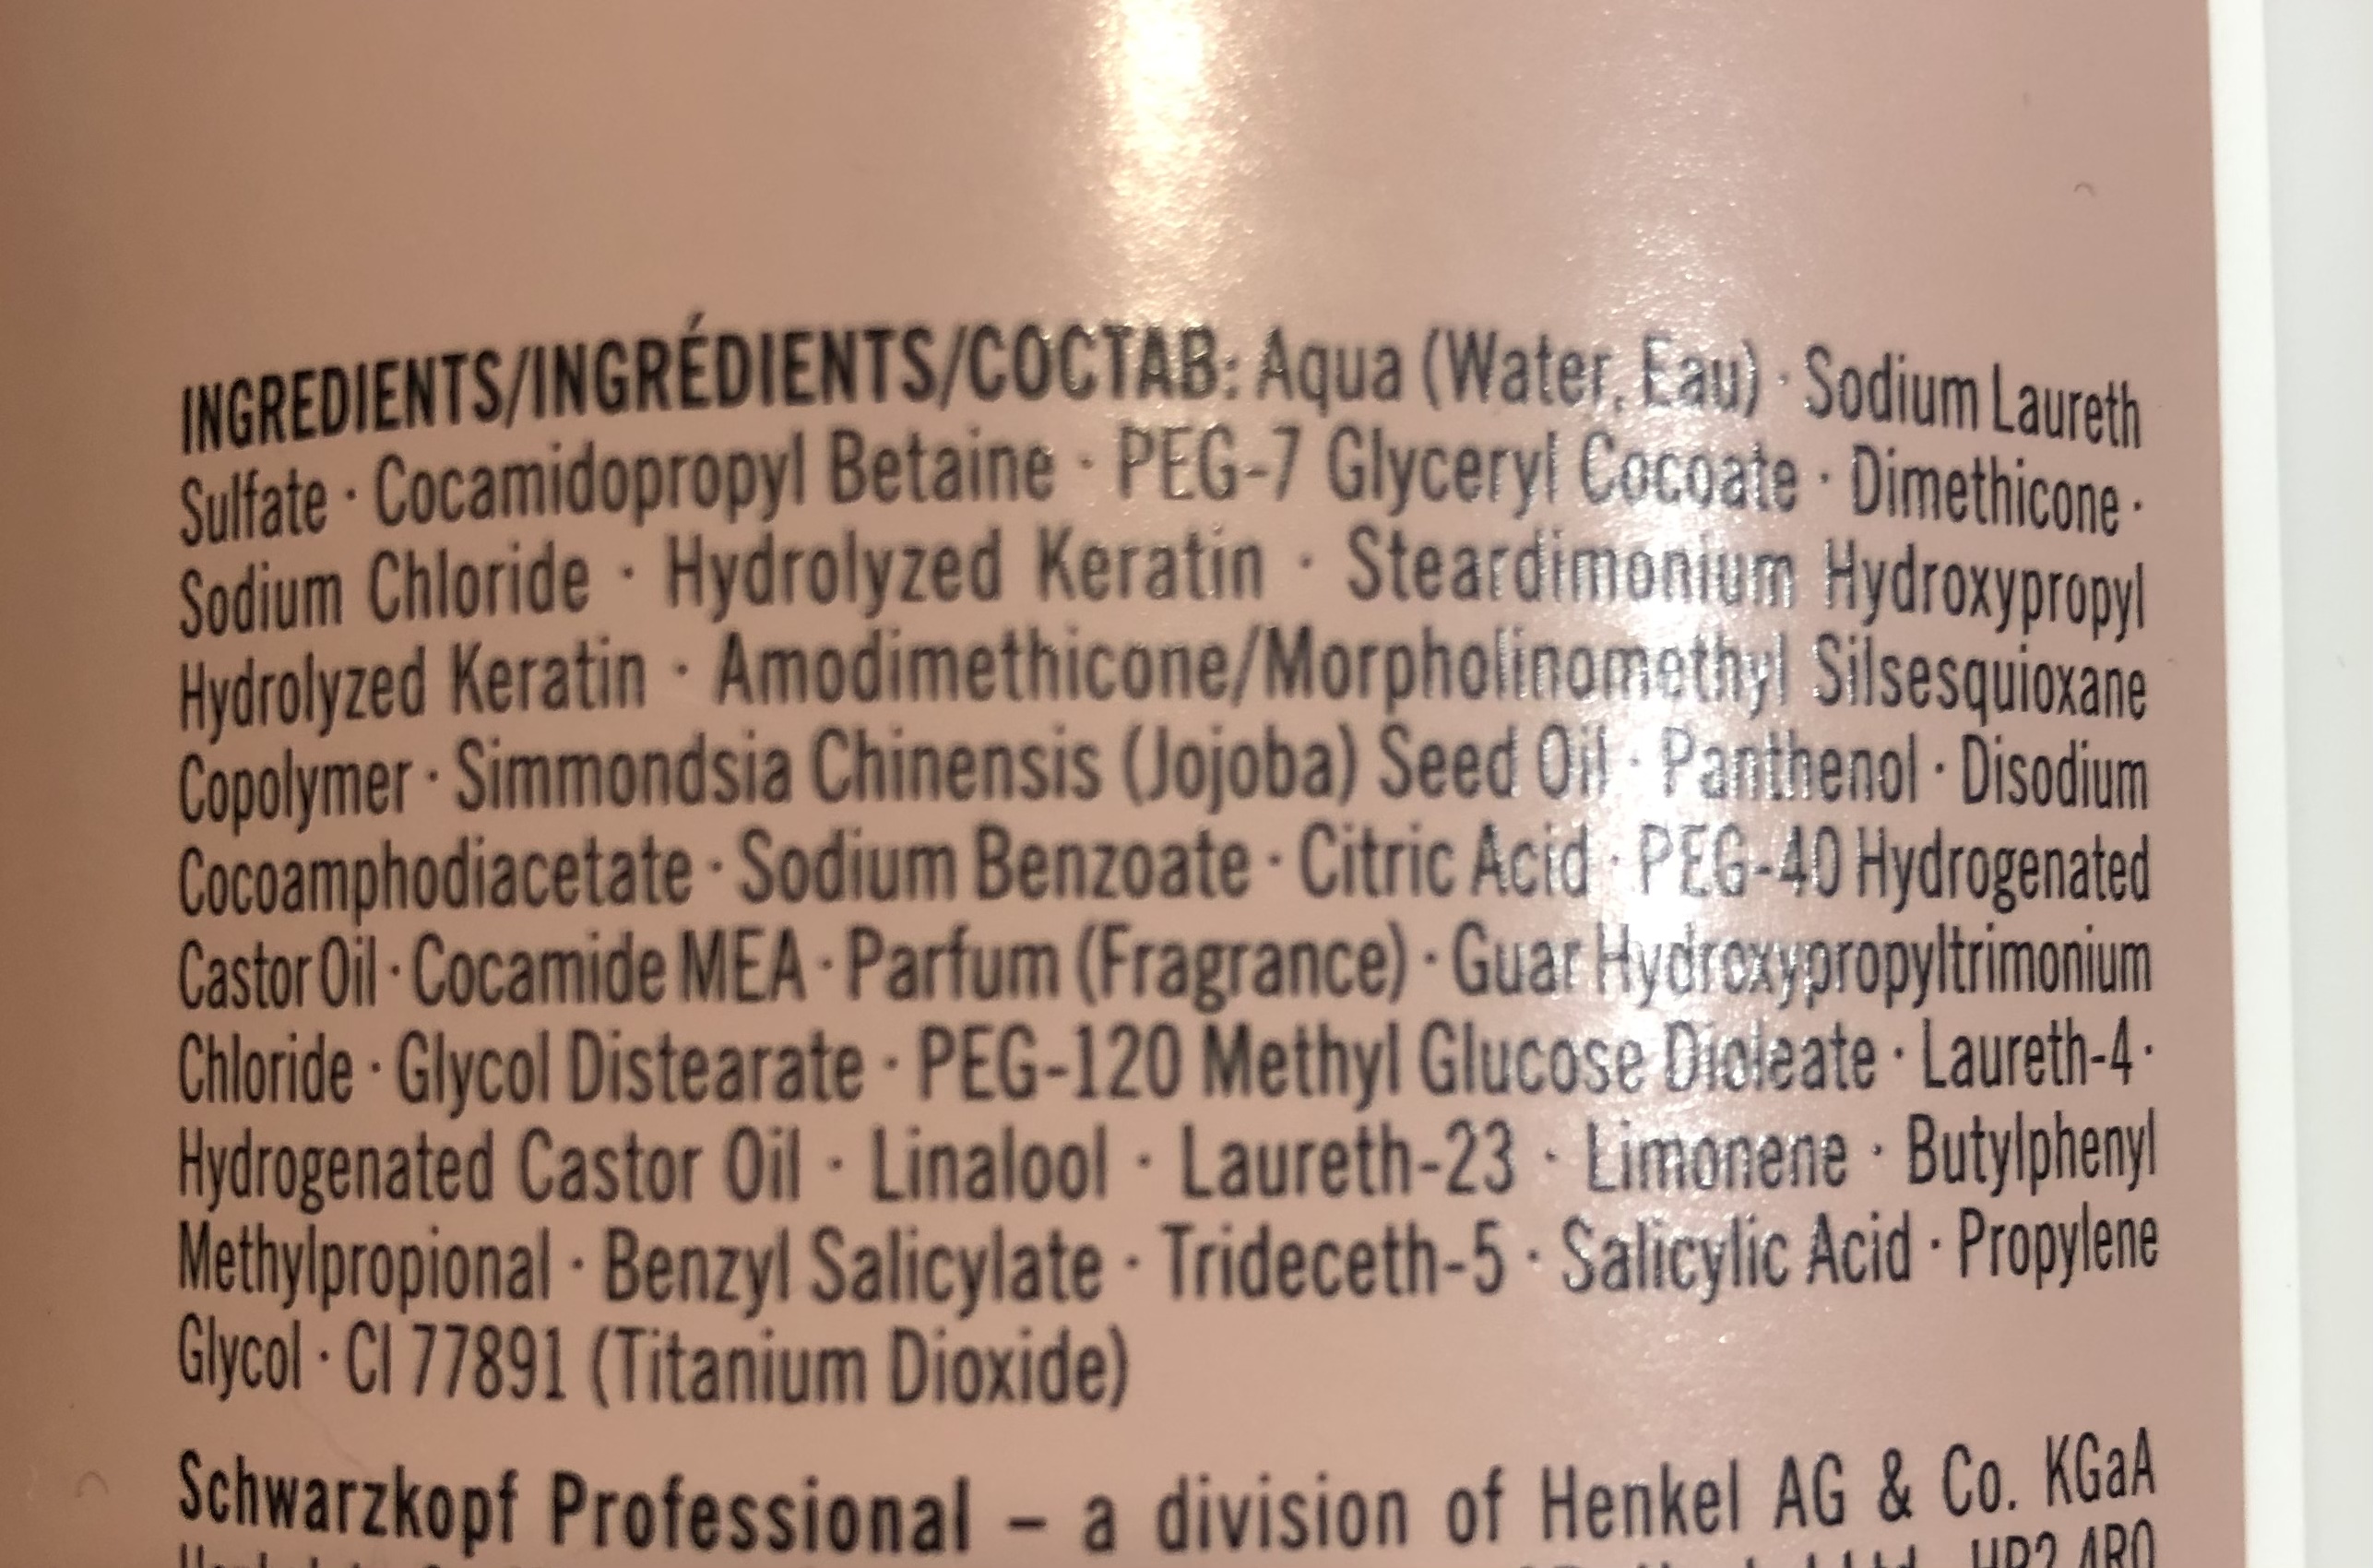 INGREDIENTS/INGRÉDIENTS/СОСТАВ: Aqua (Water, Eau) · Sodium Laureth
Sulfate · Cocamidopropyl Betaine · PEG-7 Glyceryl Cocoate · Dimethicone ·
Sodium Chloride · Hydrolyzed Keratin · Steardimonium Hydroxypropyl
Hydrolyzed Keratin · Amodimethicone/Morpholinomethyl Silsesquioxane
Copolymer · Simmondsia Chinensis (Jojoba) Seed Oil · Panthenol · Disodium
Cocoamphodiacetate · Sodium Benzoate · Citric Acid · PEG-40 Hydrogenated
Castor Oil · Cocamide MEA · Parfum (Fragrance) · Guar Hydroxypropyltrimonium
Chloride · Glycol Distearate · PEG-120 Methyl Glucose Dioleate · Laureth-4 ·
Hydrogenated Castor Oil · Linalool · Laureth-23 · Limonene · Butylphenyl
Methylpropional · Benzyl Salicylate · Trideceth-5 · Salicylic Acid · Propylene
Glycol · CI 77891 (Titanium Dioxide)
Schwarzkopf Professional – a division of Henkel AG & Co. KGaA